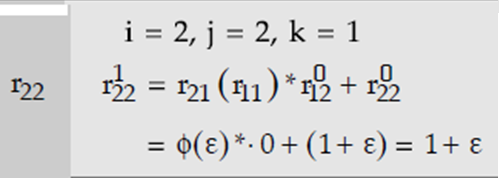 i = 2, j = 2, k = 1
r₂₂ r¹₂₂ = r₂₁ (r₁₁) * r⁰₁₂ + r⁰₂₂
= ϕ(ε)*· 0 + (1+ ε) = 1+ ε